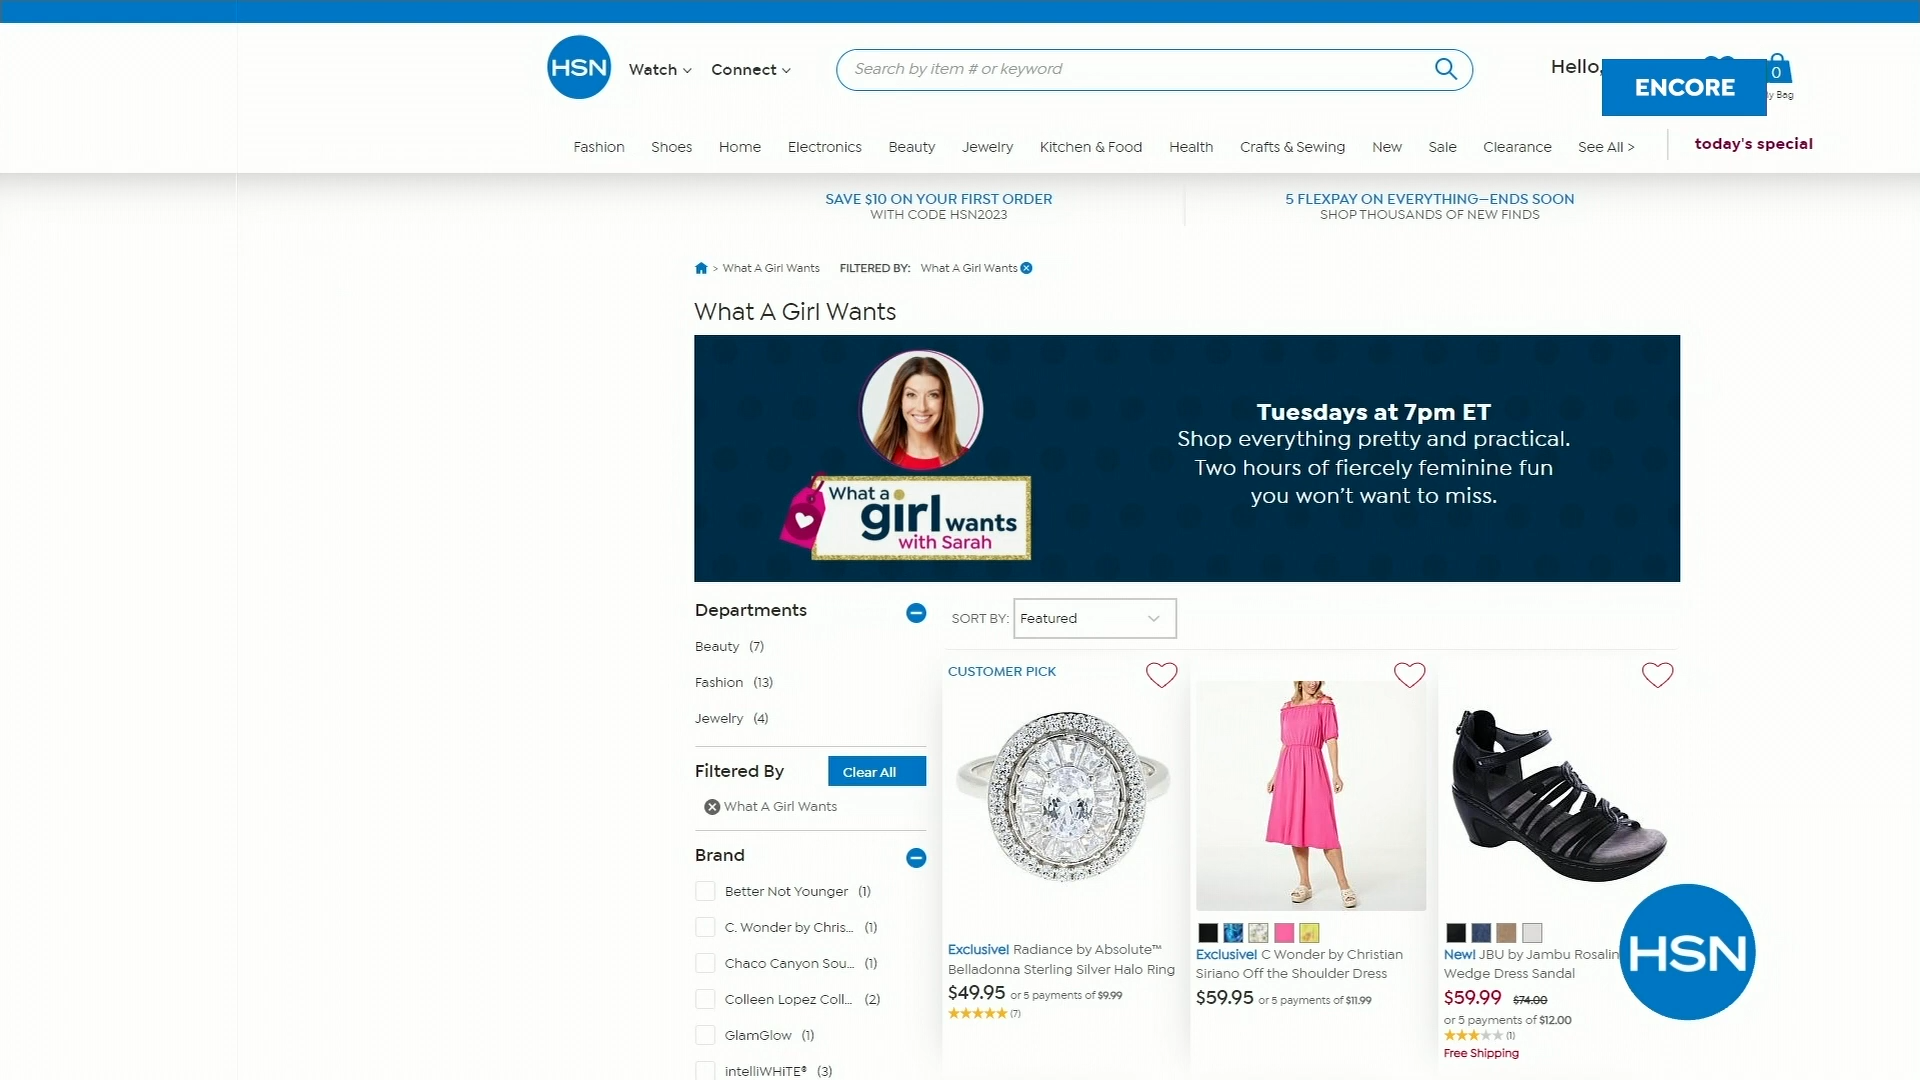 HSN
Watch
Connect
Search by item # or keyword
Hello,
ENCORE
0
Bag
Fashion
Shoes
Home
Electronics
Beauty
Jewelry
Kitchen & Food
Health
Crafts & Sewing
New
Sale
Clearance
See All >
today's special
SAVE $10 ON YOUR FIRST ORDER
WITH CODE HSN2023
5 FLEXPAY ON EVERYTHING—ENDS SOON
SHOP THOUSANDS OF NEW FINDS
> What A Girl Wants FILTERED BY: What A Girl Wants
What A Girl Wants
What a
girl wants
with Sarah
Tuesdays at 7pm ET
Shop everything pretty and practical.
Two hours of fiercely feminine fun
you won't want to miss.
Departments
Beauty (7)
Fashion (13)
Jewelry (4)
Filtered By
Clear All
What A Girl Wants
Brand
Better Not Younger (1)
C. Wonder by Chris... (1)
Chaco Canyon Sou... (1)
Colleen Lopez Coll... (2)
GlamGlow (1)
intelliWHiTE® (3)
SORT BY: Featured
CUSTOMER PICK
Exclusive! Radiance by Absolute™
Belladonna Sterling Silver Halo Ring
$49.95 or 5 payments of $9.99
(7)
Exclusive! C Wonder by Christian
Siriano Off the Shoulder Dress
$59.95 or 5 payments of $11.99
New! JBU by Jambu Rosalin
Wedge Dress Sandal
$59.99 $74.00
or 5 payments of $12.00
(1)
Free Shipping
HSN